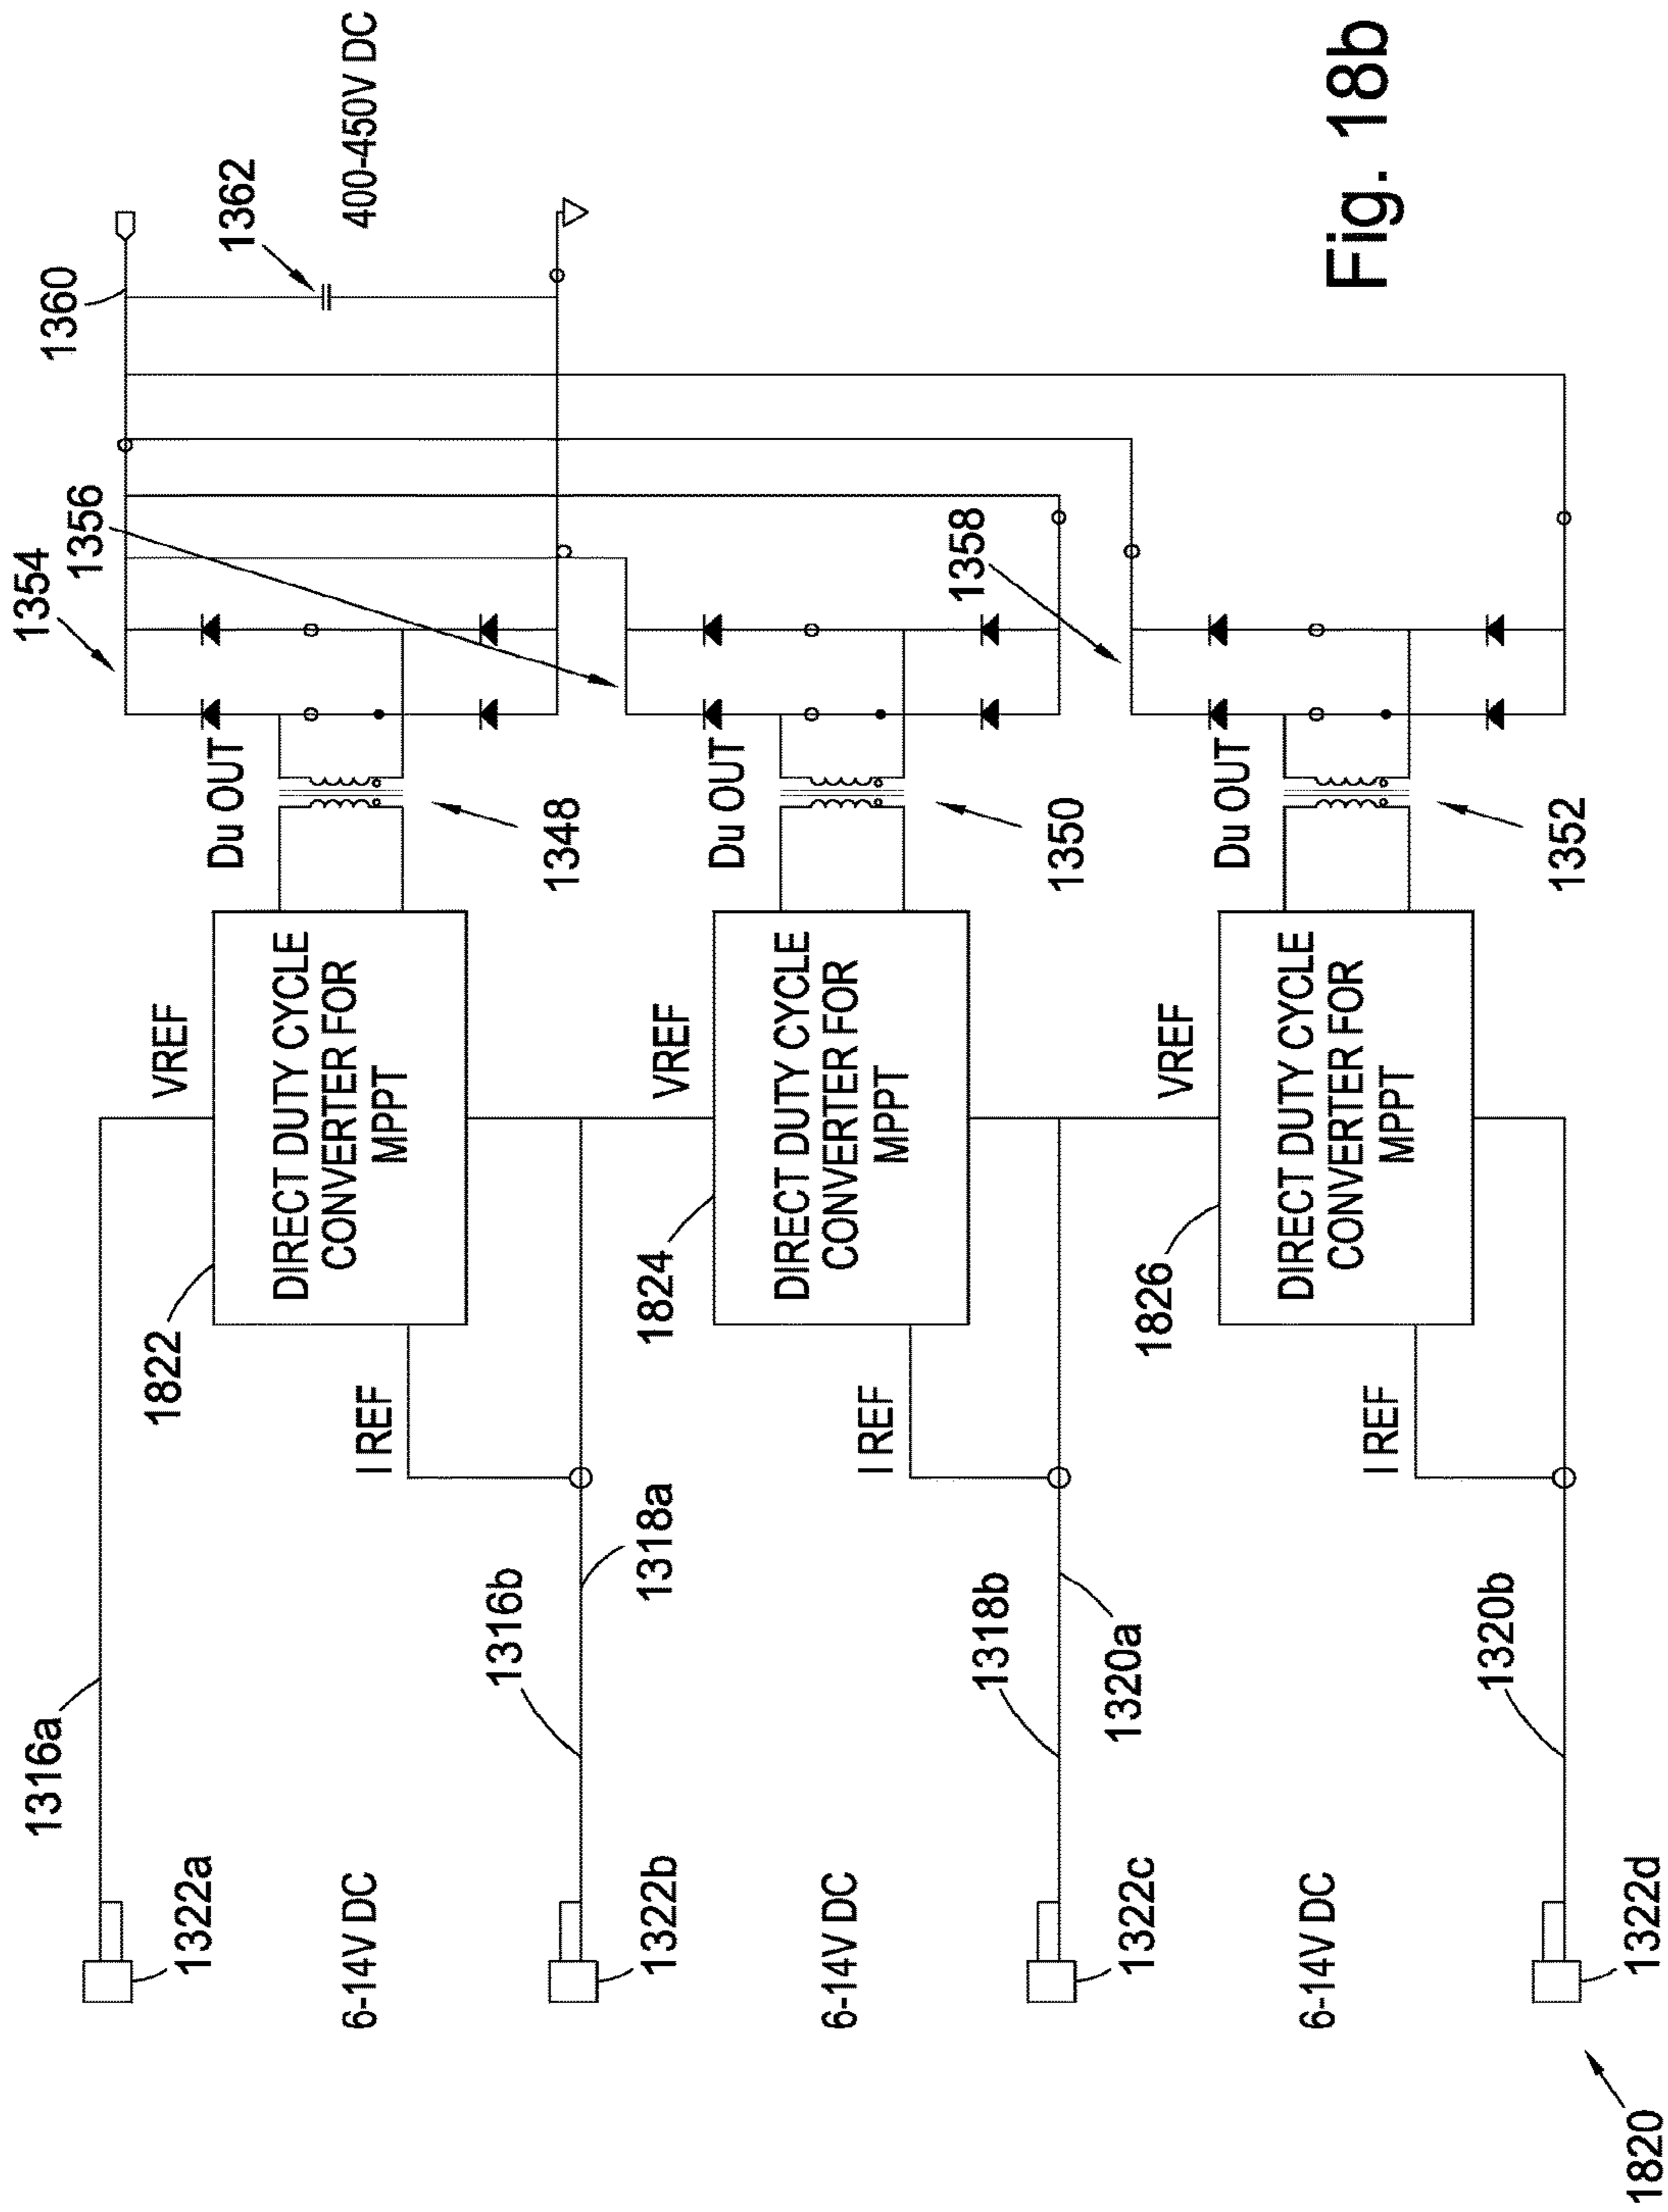 1316a
1322a
6-14V DC
1322b
1316b
1318a
6-14V DC
1322c
1318b
1320a
6-14V DC
1322d
1320b
1820
VREF
1822
DIRECT DUTY CYCLE
CONVERTER FOR
MPPT
I REF
VREF
1824
DIRECT DUTY CYCLE
CONVERTER FOR
MPPT
I REF
VREF
1826
DIRECT DUTY CYCLE
CONVERTER FOR
MPPT
I REF
Du OUT
1348
Du OUT
1350
Du OUT
1352
1354
1356
1358
1360
1362
400-450V DC
Fig. 18b